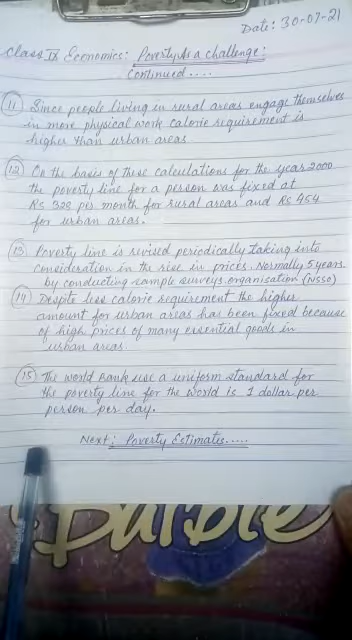 Date: 30-07-21
Class IX Economics: Poverty As a challenge:
Continued....
(11) Since people living in rural areas engage themselves
in more physical work calorie requirement is
higher than urban areas
(12) On the basis of these calculations for the year 2000
the poverty line for a person was fixed at
Rs 328 per month for rural areas and Rs 454
for urban areas.
(13) Poverty line is revised periodically taking into
consideration in the rise in prices. Normally 5 years
by conducting sample surveys organisation (NSSO)
(14) Despite less calorie requirement the higher
amount for urban areas has been fixed because
of high prices of many essential goods in
urban areas
(15) The World Bank use a uniform standard for
the poverty line for the world is 1 dollar per
person per day.
Next: Poverty Estimates.....
Barbie